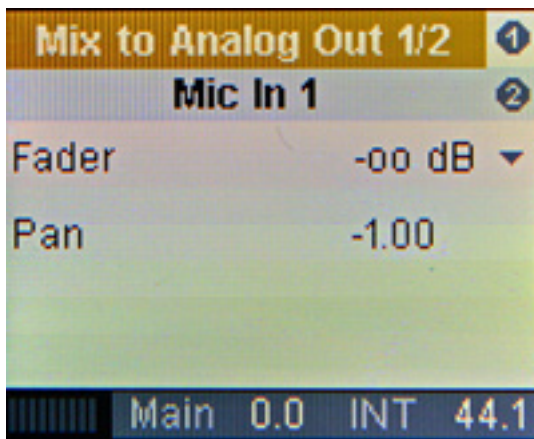 Mix to Analog Out 1/2 1
Mic In 1 2
Fader -oo dB
Pan -1.00
Main 0.0 INT 44.1